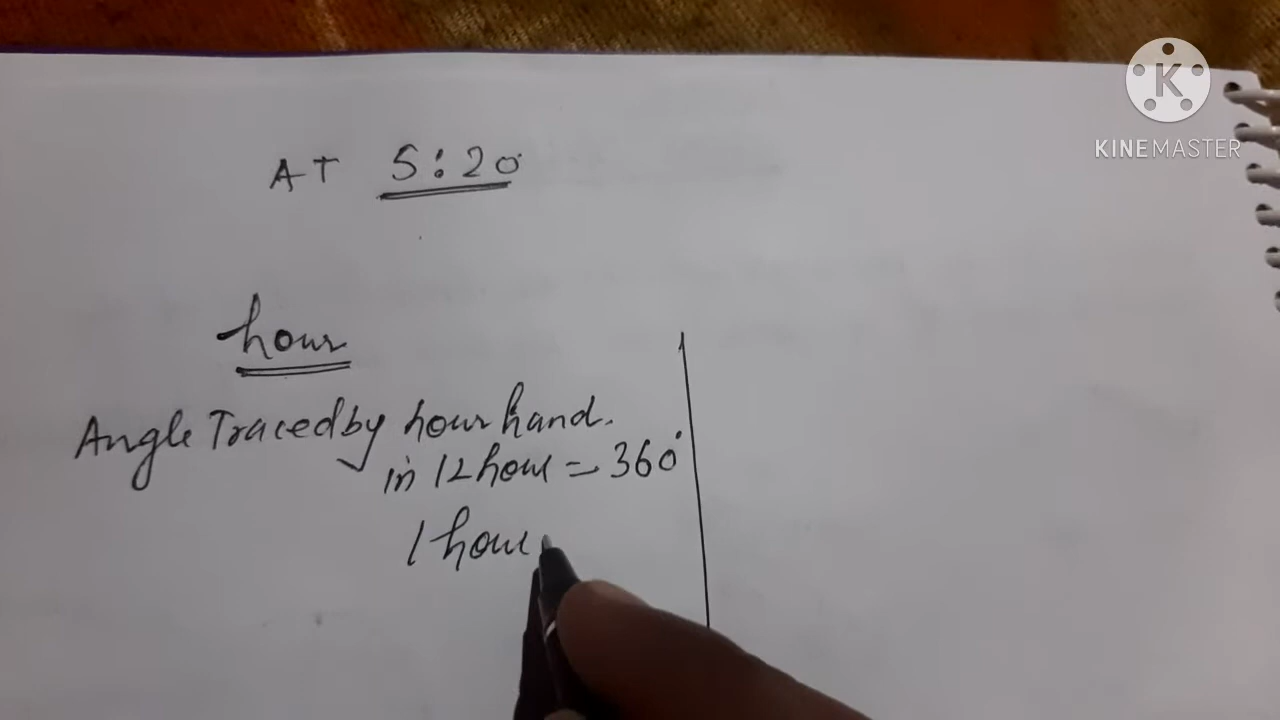 K
KINEMASTER
AT 5:20
hour
Angle Traced by hour hand.
in 12 hour = 360°
1 hour